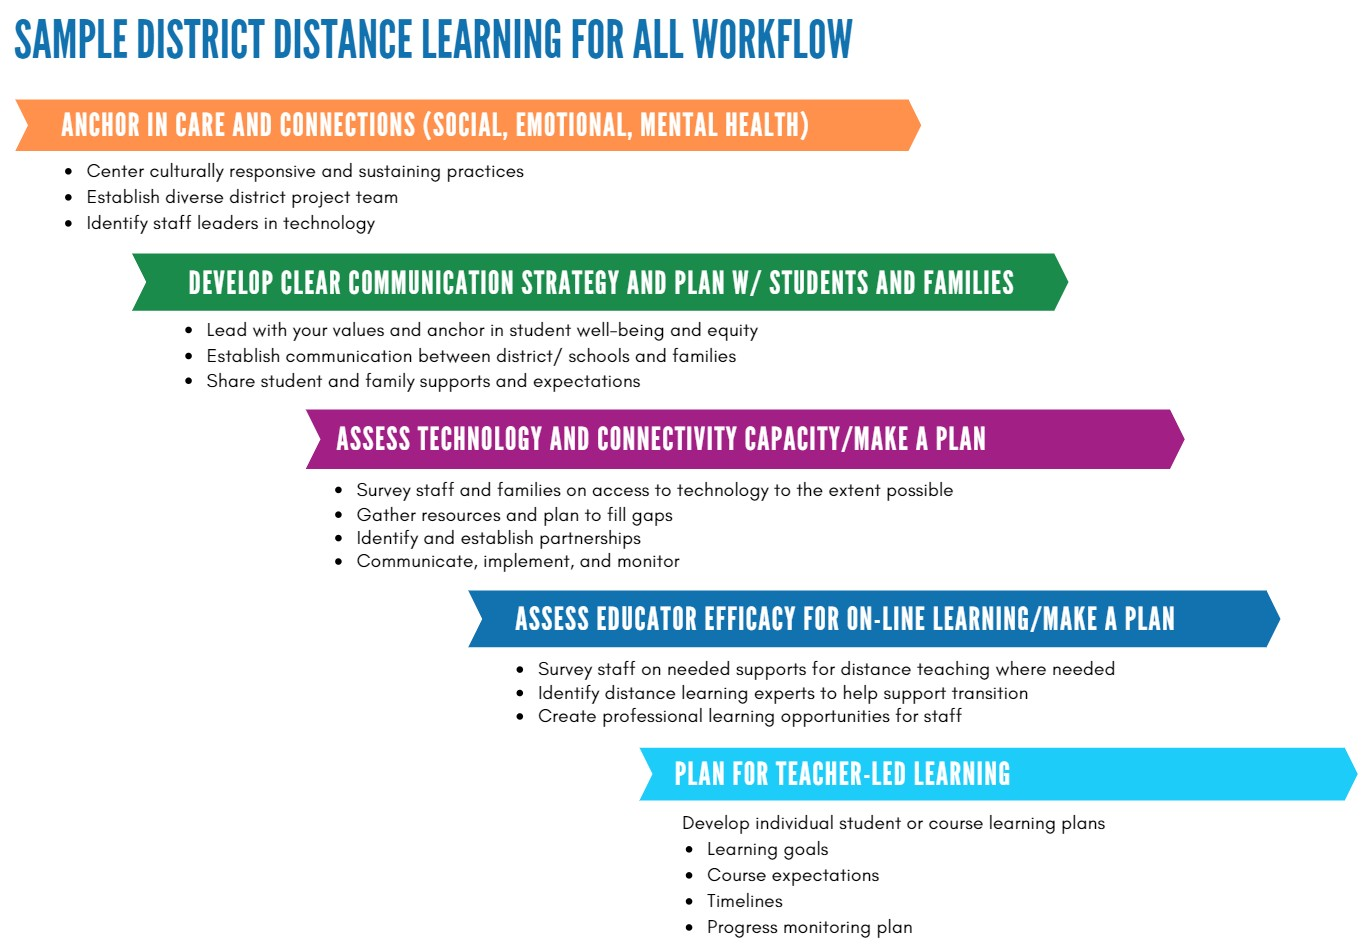 SAMPLE DISTRICT DISTANCE LEARNING FOR ALL WORKFLOW
ANCHOR IN CARE AND CONNECTIONS (SOCIAL, EMOTIONAL, MENTAL HEALTH)
• Center culturally responsive and sustaining practices
• Establish diverse district project team
• Identify staff leaders in technology
DEVELOP CLEAR COMMUNICATION STRATEGY AND PLAN W/ STUDENTS AND FAMILIES
• Lead with your values and anchor in student well-being and equity
• Establish communication between district/ schools and families
• Share student and family supports and expectations
ASSESS TECHNOLOGY AND CONNECTIVITY CAPACITY/MAKE A PLAN
• Survey staff and families on access to technology to the extent possible
• Gather resources and plan to fill gaps
• Identify and establish partnerships
• Communicate, implement, and monitor
ASSESS EDUCATOR EFFICACY FOR ON-LINE LEARNING/MAKE A PLAN
• Survey staff on needed supports for distance teaching where needed
• Identify distance learning experts to help support transition
• Create professional learning opportunities for staff
PLAN FOR TEACHER-LED LEARNING
Develop individual student or course learning plans
• Learning goals
• Course expectations
• Timelines
• Progress monitoring plan